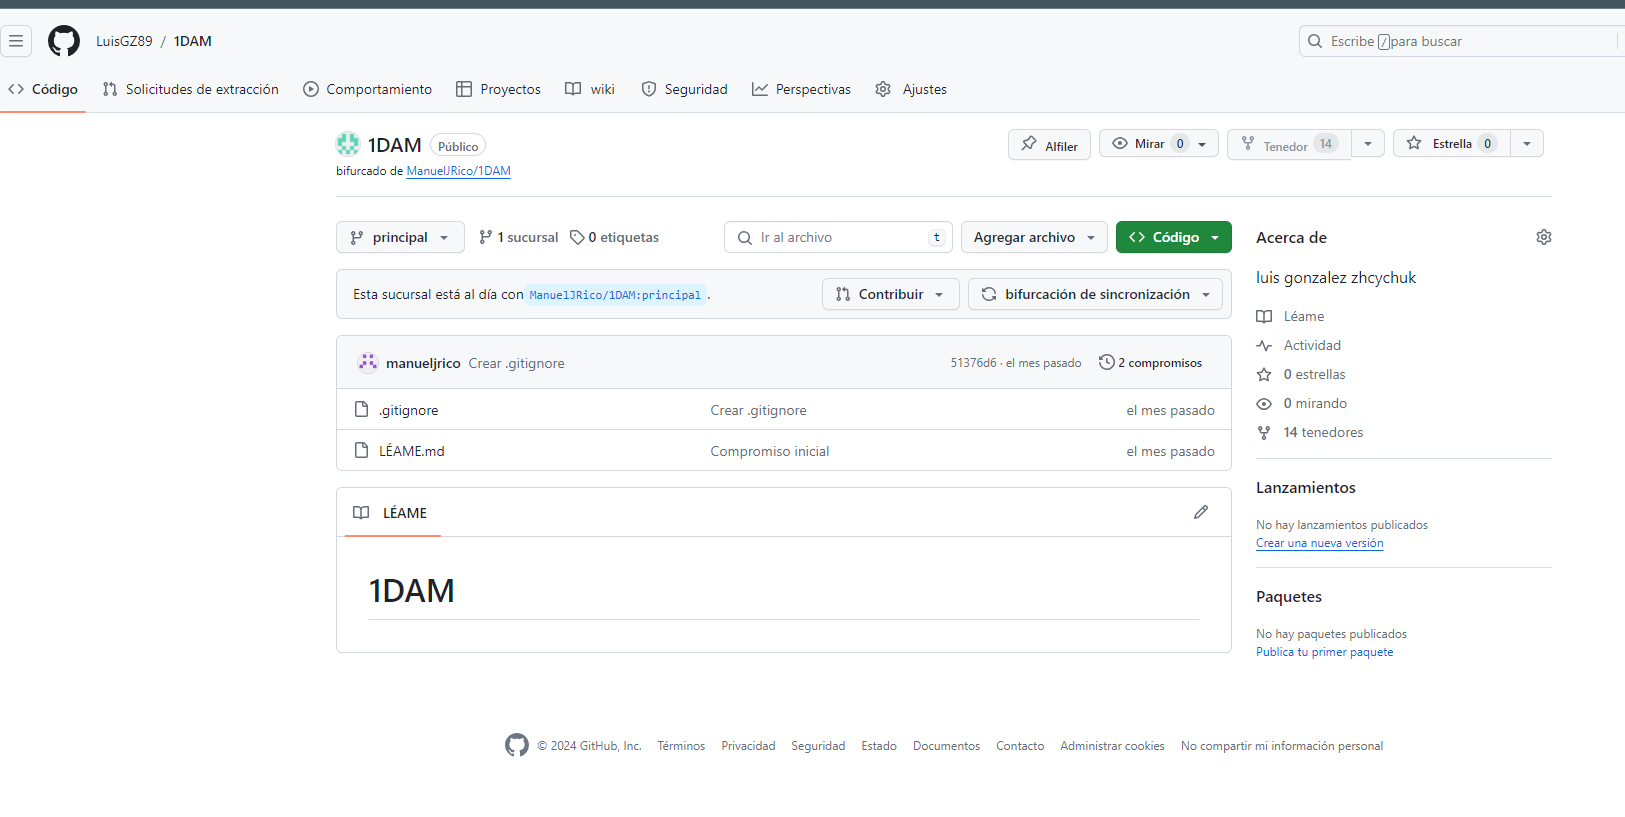 LuisGZ89 / 1DAM
Escribe / para buscar
Código Solicitudes de extracción Comportamiento Proyectos wiki Seguridad Perspectivas Ajustes
1DAM Público
Alfiler Mirar 0 Tenedor 14 Estrella 0
bifurcado de ManuelJRico/1DAM
principal 1 sucursal 0 etiquetas Ir al archivo t Agregar archivo Código
Esta sucursal está al día con ManuelJRico/1DAM:principal . Contribuir bifurcación de sincronización
manueljrico Crear .gitignore 51376d6 · el mes pasado 2 compromisos
.gitignore Crear .gitignore el mes pasado
LÉAME.md Compromiso inicial el mes pasado
LÉAME
1DAM
Acerca de
luis gonzalez zhcychuk
Léame
Actividad
0 estrellas
0 mirando
14 tenedores
Lanzamientos
No hay lanzamientos publicados
Crear una nueva versión
Paquetes
No hay paquetes publicados
Publica tu primer paquete
© 2024 GitHub, Inc. Términos Privacidad Seguridad Estado Documentos Contacto Administrar cookies No compartir mi información personal